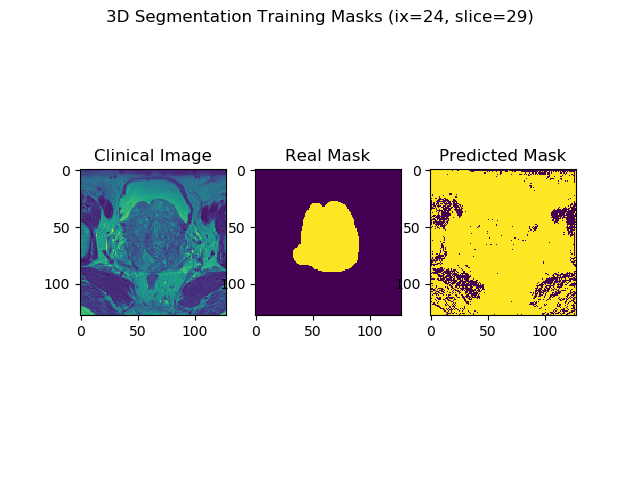 3D Segmentation Training Masks (ix=24, slice=29)
Clinical Image Real Mask Predicted Mask
0 0 0
50 50 50
100 100 100
0 50 100 0 50 100 0 50 100